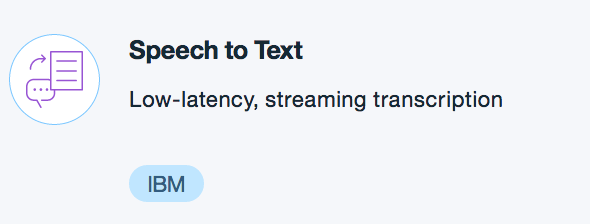 Speech to Text
Low-latency, streaming transcription
IBM